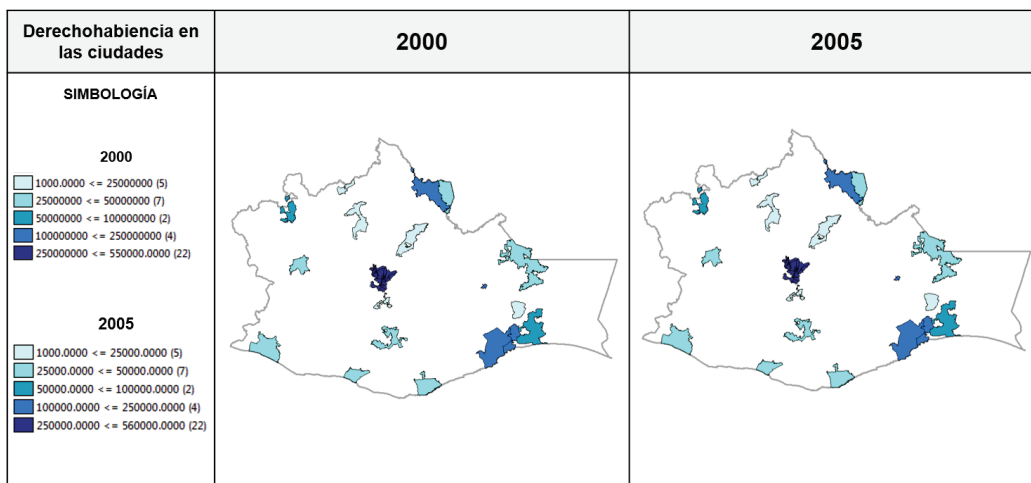 Derechohabiencia en
las ciudades
2000
2005
SIMBOLOGÍA
2000
1000.0000 <= 25000000 (5)
25000000 <= 50000000 (7)
50000000 <= 100000000 (2)
100000000 <= 250000000 (4)
250000000 <= 550000.0000 (22)
2005
1000.0000 <= 25000.0000 (5)
25000.0000 <= 50000.0000 (7)
50000.0000 <= 100000.0000 (2)
100000.0000 <= 250000.0000 (4)
250000.0000 <= 560000.0000 (22)